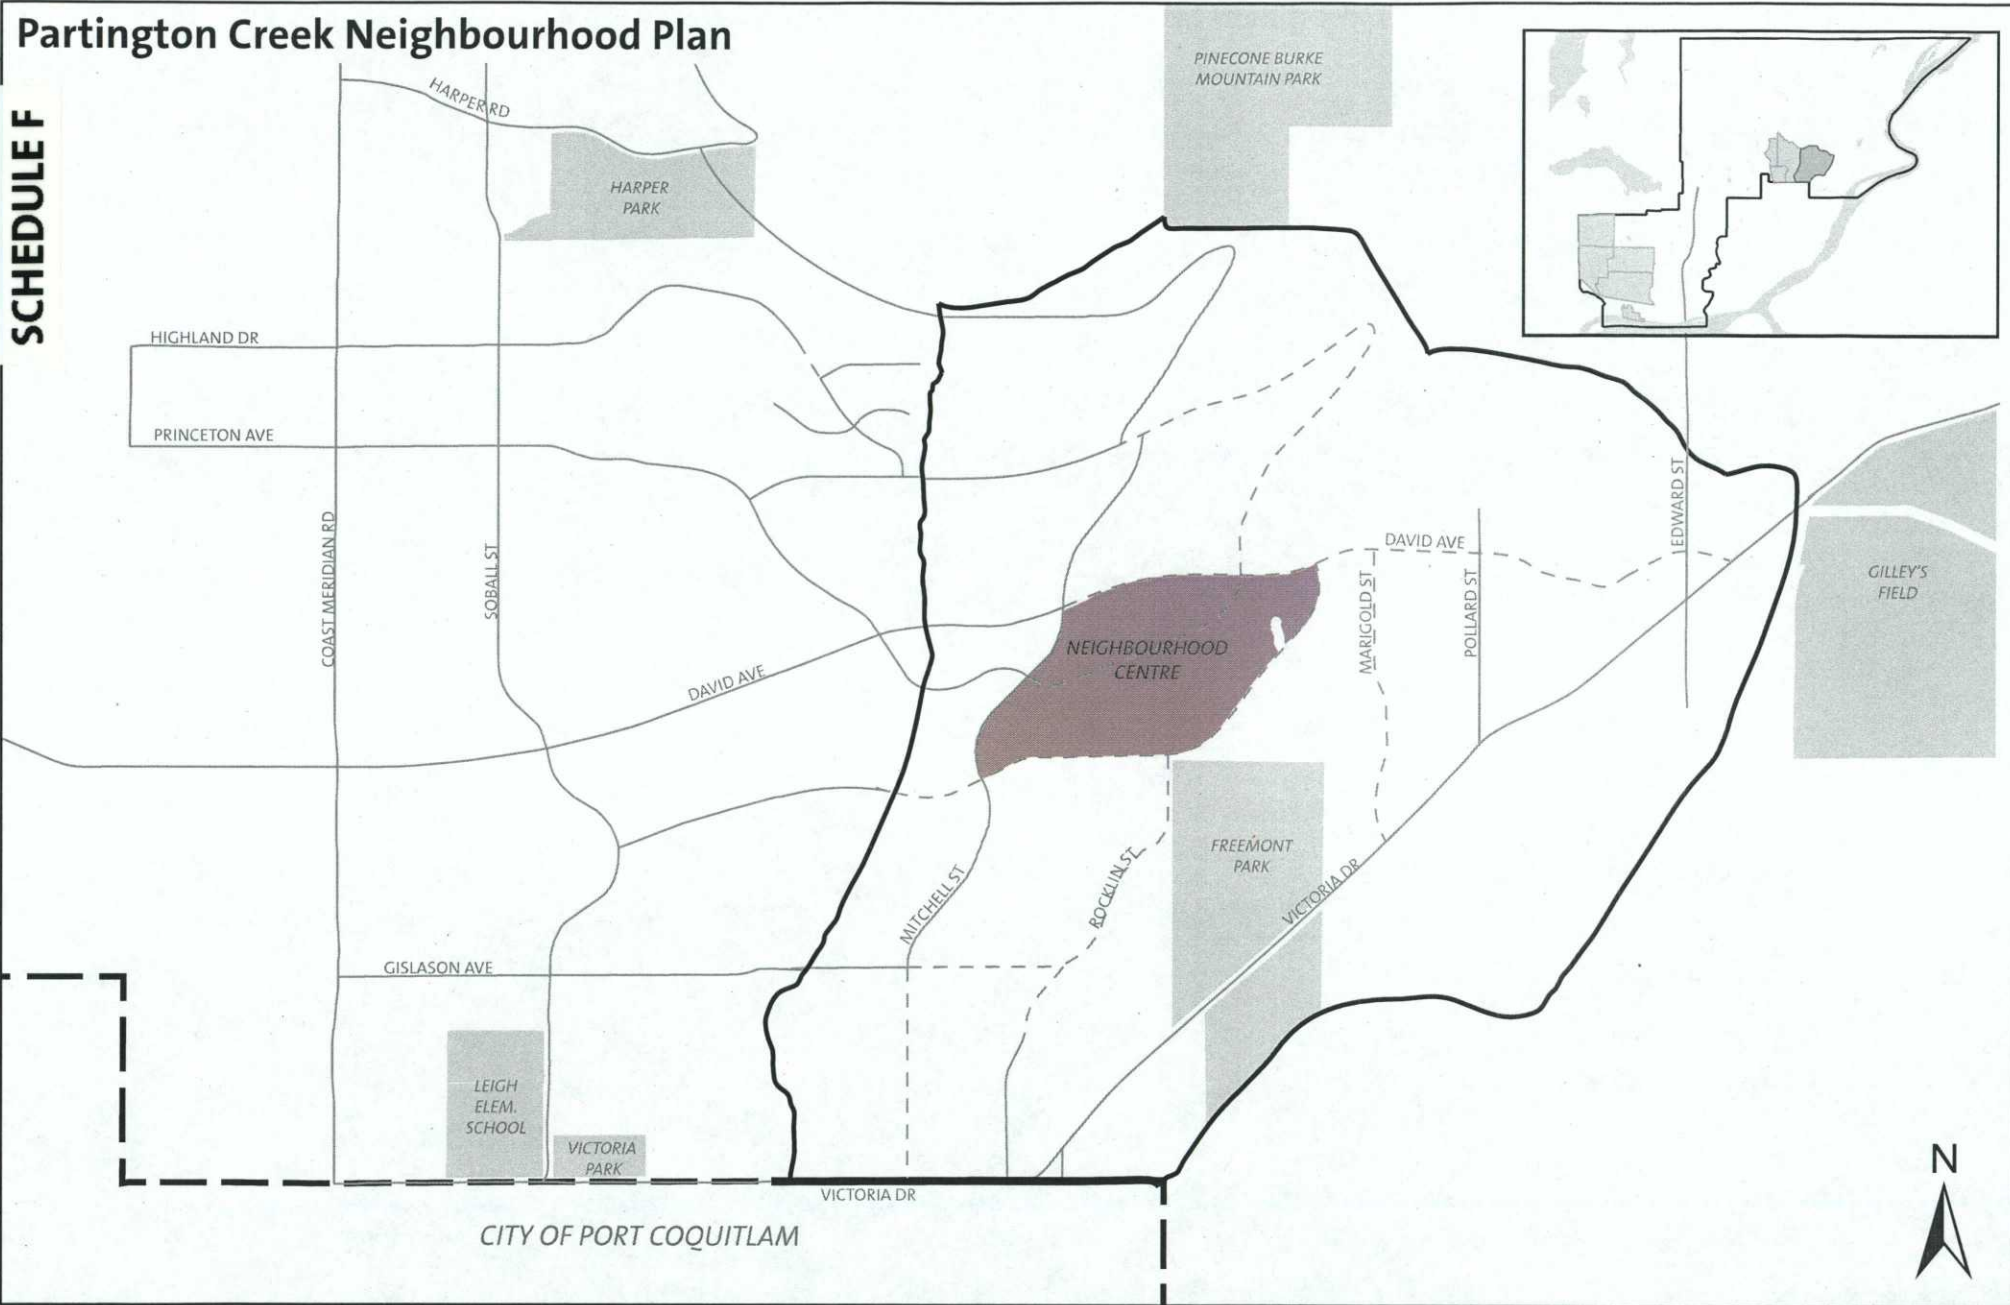 Partington Creek Neighbourhood Plan
SCHEDULE F
HARPER RD
PINECONE BURKE
MOUNTAIN PARK
HARPER
PARK
HIGHLAND DR
PRINCETON AVE
COAST MERIDIAN RD
SOBALL ST
EDWARD ST
DAVID AVE
MARIGOLD ST
POLLARD ST
GILLEY'S
FIELD
NEIGHBOURHOOD
CENTRE
DAVID AVE
FREEMONT
PARK
VICTORIA DR
MITCHELL ST
ROCKLIN ST
GISLASON AVE
LEIGH
ELEM.
SCHOOL
VICTORIA
PARK
VICTORIA DR
CITY OF PORT COQUITLAM
N